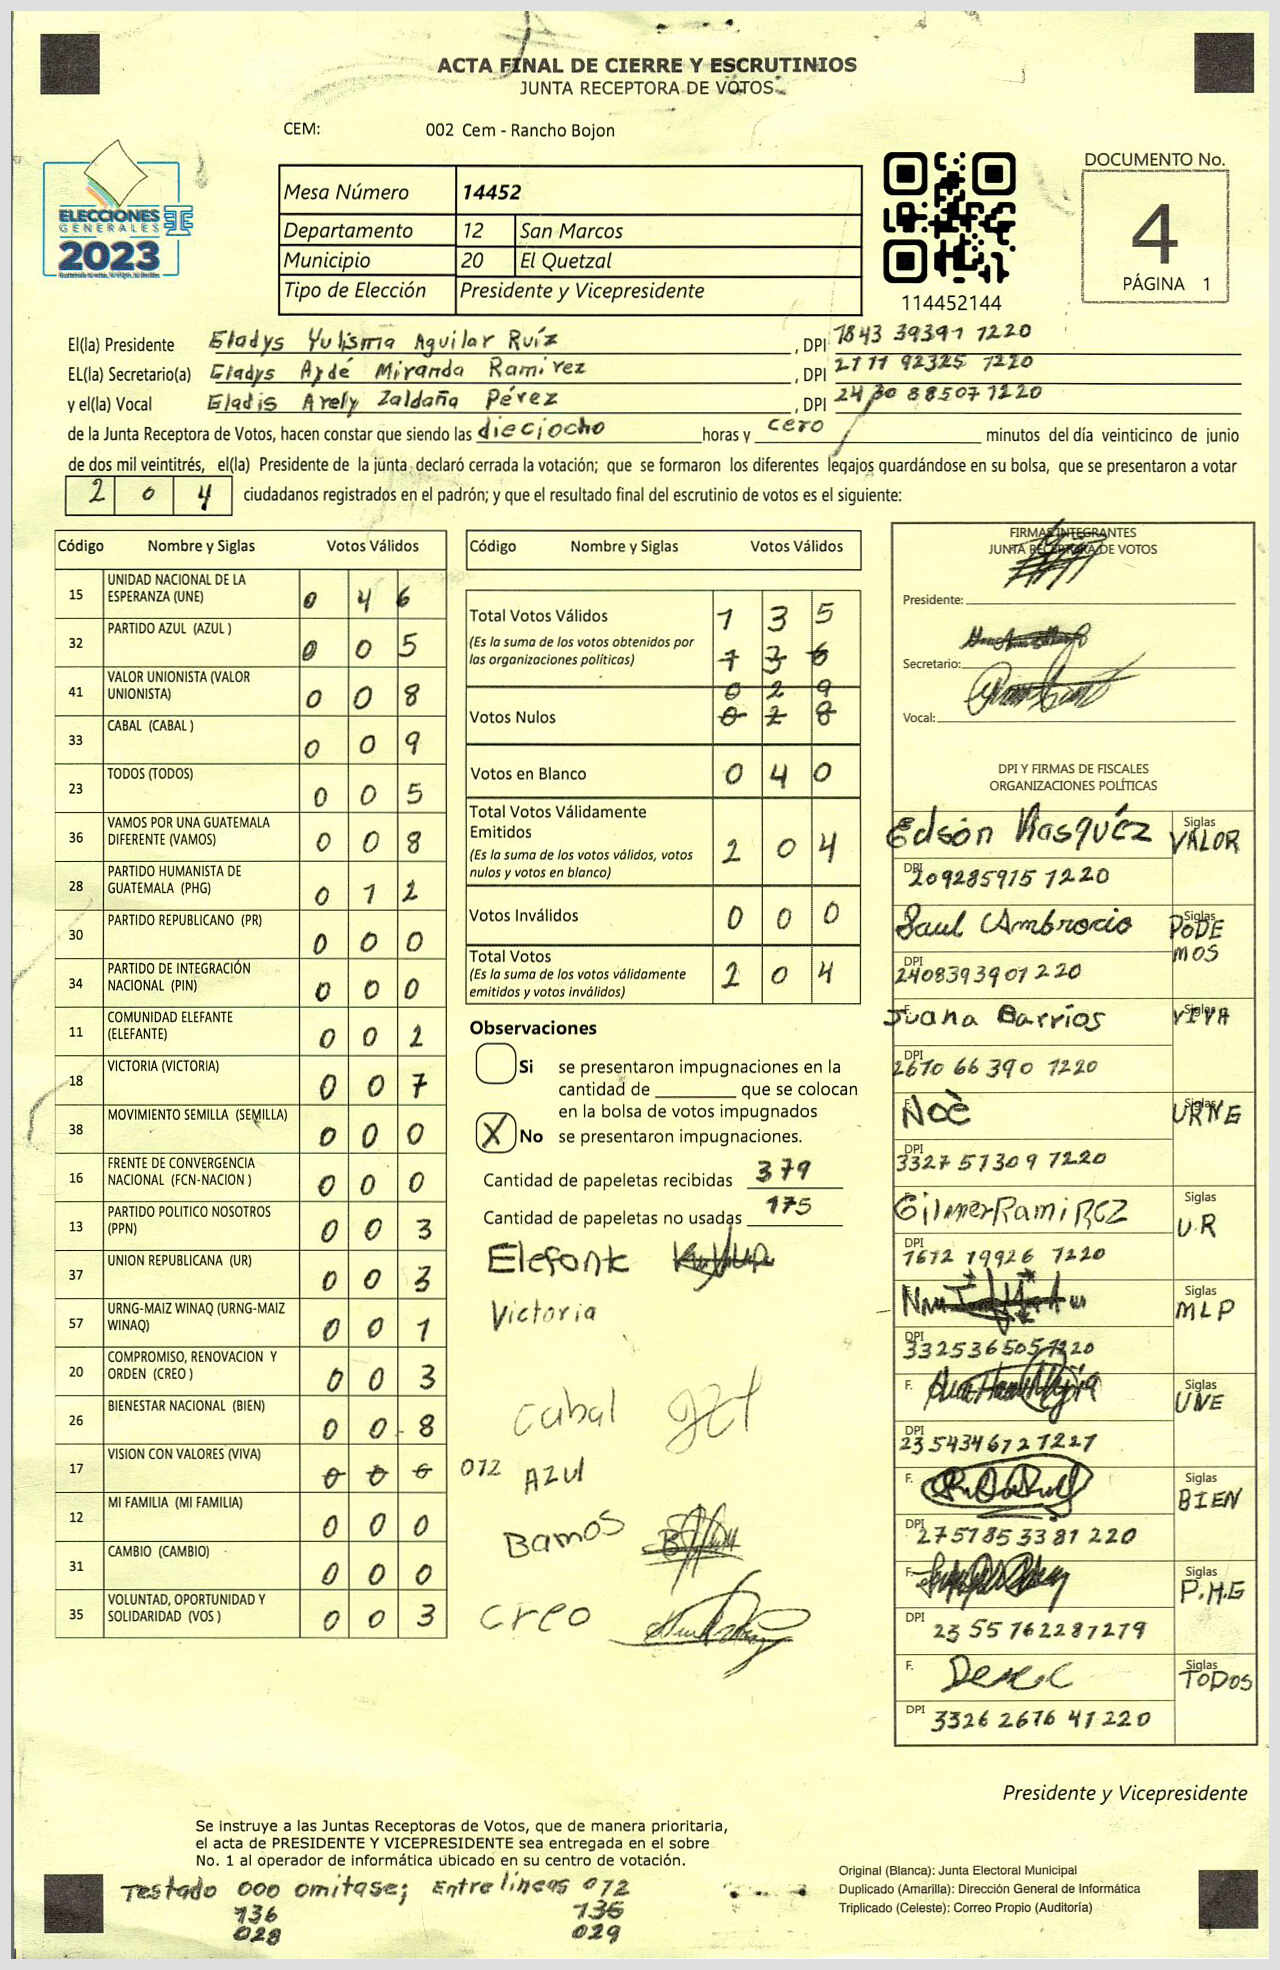 ACTA FINAL DE CIERRE Y ESCRUTINIOS
JUNTA RECEPTORA DE VOTOS
CEM: 002 Cem - Rancho Bojon
ELECCIONES
GENERALES
2023
Mesa Número 14452
Departamento 12 San Marcos
Municipio 20 El Quetzal
Tipo de Elección Presidente y Vicepresidente
114452144
DOCUMENTO No.
4
PÁGINA 1
El(la) Presidente Gladys Yulisma Aguilar Ruíz, DPI 1843 39391 1220
EL(la) Secretario(a) Gladys Aydé Miranda Ramirez, DPI 2111 92325 1220
y el(la) Vocal Eladis Arely Zaldaña Pérez, DPI 2430 88507 1220
de la Junta Receptora de Votos, hacen constar que siendo las dieciocho horas y cero minutos del día veinticinco de junio
de dos mil veintitrés, el(la) Presidente de la junta declaró cerrada la votación; que se formaron los diferentes legajos guardándose en su bolsa, que se presentaron a votar
2 0 4 ciudadanos registrados en el padrón; y que el resultado final del escrutinio de votos es el siguiente:
Código Nombre y Siglas Votos Válidos
15 UNIDAD NACIONAL DE LA ESPERANZA (UNE) 0 4 6
32 PARTIDO AZUL (AZUL ) 0 0 5
41 VALOR UNIONISTA (VALOR UNIONISTA) 0 0 8
33 CABAL (CABAL ) 0 0 9
23 TODOS (TODOS) 0 0 5
36 VAMOS POR UNA GUATEMALA DIFERENTE (VAMOS) 0 0 8
28 PARTIDO HUMANISTA DE GUATEMALA (PHG) 0 1 2
30 PARTIDO REPUBLICANO (PR) 0 0 0
34 PARTIDO DE INTEGRACIÓN NACIONAL (PIN) 0 0 0
11 COMUNIDAD ELEFANTE (ELEFANTE) 0 0 2
18 VICTORIA (VICTORIA) 0 0 7
38 MOVIMIENTO SEMILLA (SEMILLA) 0 0 0
16 FRENTE DE CONVERGENCIA NACIONAL (FCN-NACION ) 0 0 0
13 PARTIDO POLITICO NOSOTROS (PPN) 0 0 3
37 UNION REPUBLICANA (UR) 0 0 3
57 URNG-MAIZ WINAQ (URNG-MAIZ WINAQ) 0 0 1
20 COMPROMISO, RENOVACION Y ORDEN (CREO ) 0 0 3
26 BIENESTAR NACIONAL (BIEN) 0 0 8
17 VISION CON VALORES (VIVA) 0 0 0 012
12 MI FAMILIA (MI FAMILIA) 0 0 0
31 CAMBIO (CAMBIO) 0 0 0
35 VOLUNTAD, OPORTUNIDAD Y SOLIDARIDAD (VOS ) 0 0 3
Código Nombre y Siglas Votos Válidos
Total Votos Válidos 1 3 5
(Es la suma de los votos obtenidos por las organizaciones políticas) 1 3 6
0 2 9
Votos Nulos 0 2 8
Votos en Blanco 0 4 0
Total Votos Válidamente Emitidos
(Es la suma de los votos válidos, votos nulos y votos en blanco) 2 0 4
Votos Inválidos 0 0 0
Total Votos
(Es la suma de los votos válidamente emitidos y votos inválidos) 2 0 4
Observaciones
Si se presentaron impugnaciones en la
cantidad de ________ que se colocan
en la bolsa de votos impugnados
X No se presentaron impugnaciones.
Cantidad de papeletas recibidas 379
Cantidad de papeletas no usadas 175
Elefante
Victoria
Cabal
Azul
Bamos
Creo
FIRMAS INTEGRANTES
JUNTA RECEPTORA DE VOTOS
Presidente:
Secretario:
Vocal:
DPI Y FIRMAS DE FISCALES
ORGANIZACIONES POLÍTICAS
Edsón Vasquéz Siglas VALOR
DPI 209285915 1220
Saul Ambrocio Siglas PODEMOS
DPI 2408393901220
Juana Barrios Siglas VIVA
DPI 2670 66 390 1220
Noè Siglas URNG
DPI 3327 57309 1220
Gilmer Ramirez Siglas U.R
DPI 1612 19926 1220
Siglas MLP
DPI 3325365051220
F. Siglas UNE
DPI 2354346721227
F. Siglas BIEN
DPI 2751853381 220
F. Siglas P.H.G
DPI 23 55 762287279
F. Siglas TODOS
DPI 3326 2676 41 220
Presidente y Vicepresidente
Se instruye a las Juntas Receptoras de Votos, que de manera prioritaria,
el acta de PRESIDENTE Y VICEPRESIDENTE sea entregada en el sobre
No. 1 al operador de informática ubicado en su centro de votación.
Testado 000 omitase; Entre líneas 012
136 135
028 029
Original (Blanca): Junta Electoral Municipal
Duplicado (Amarilla): Dirección General de Informática
Triplicado (Celeste): Correo Propio (Auditoría)